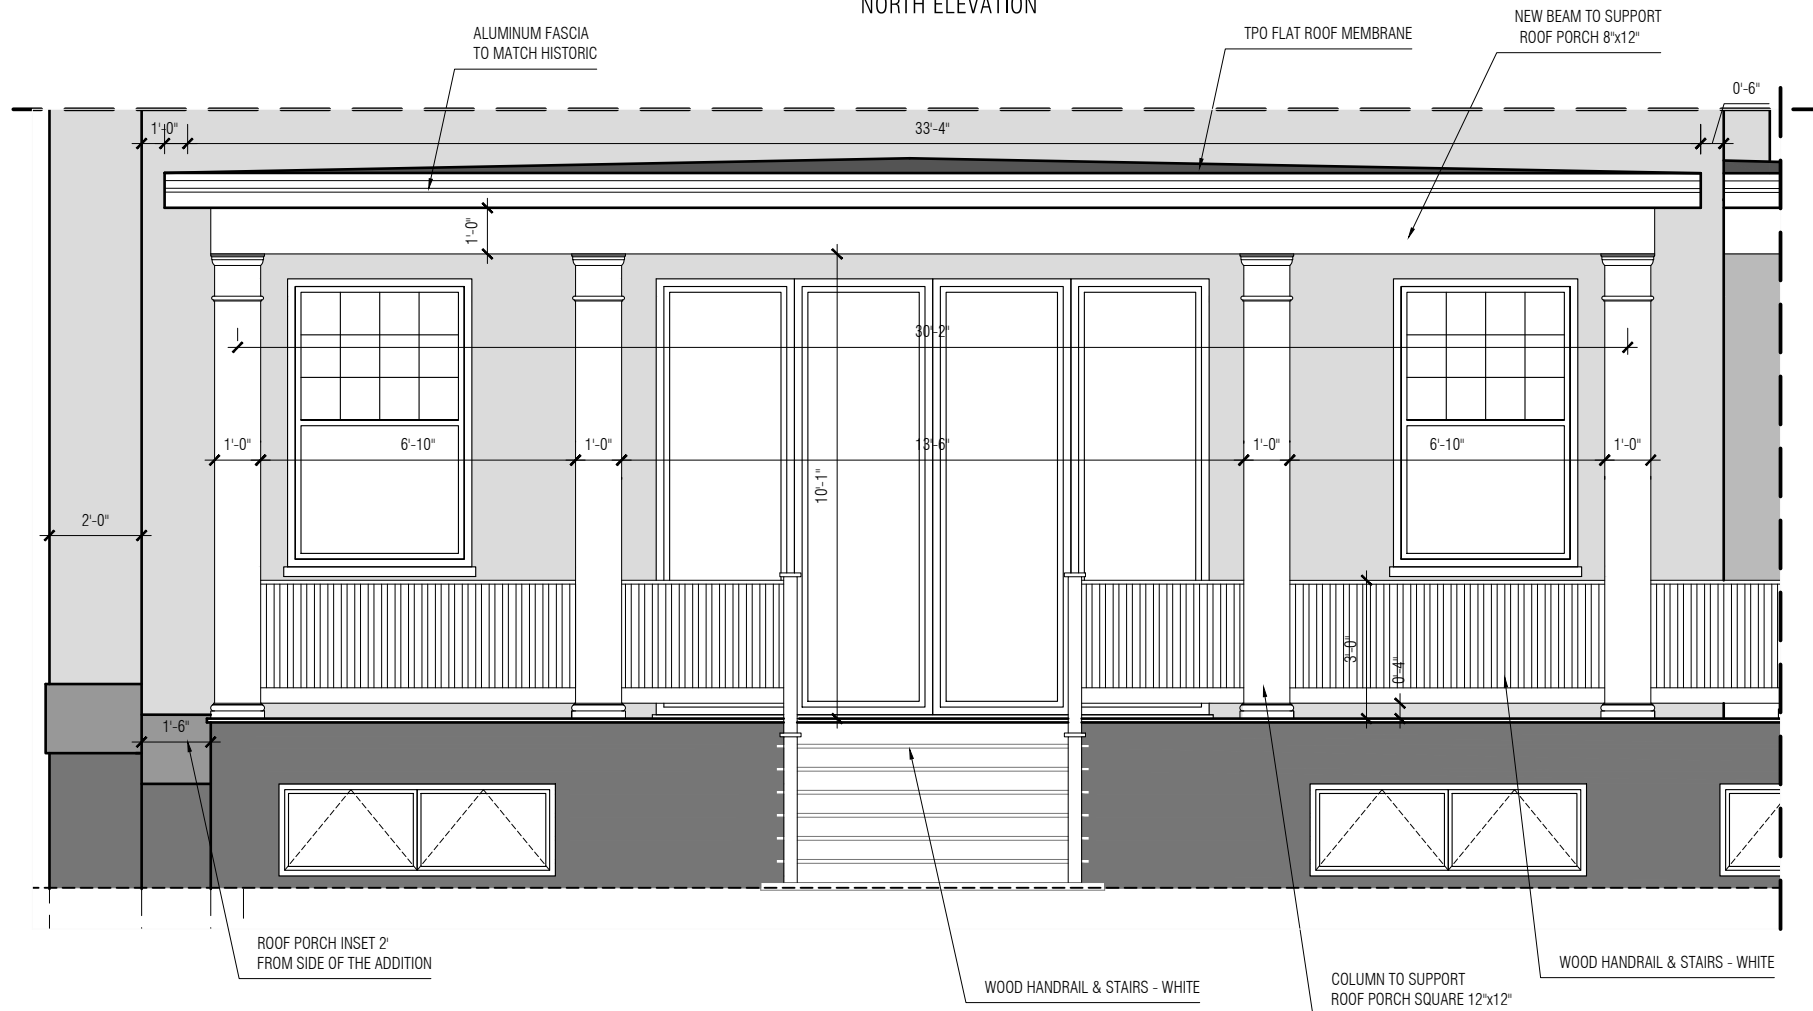 NORTH ELEVATION
NEW BEAM TO SUPPORT
ROOF PORCH 8"x12"
ALUMINUM FASCIA
TO MATCH HISTORIC
TPO FLAT ROOF MEMBRANE
0'-6"
1'-0"
33'-4"
1'-0"
30'-2"
1'-0"
6'-10"
1'-0"
13'-6"
1'-0"
6'-10"
1'-0"
10'-1"
2'-0"
3'-0"
0'-4"
1'-6"
ROOF PORCH INSET 2'
FROM SIDE OF THE ADDITION
WOOD HANDRAIL & STAIRS - WHITE
COLUMN TO SUPPORT
ROOF PORCH SQUARE 12"x12"
WOOD HANDRAIL & STAIRS - WHITE